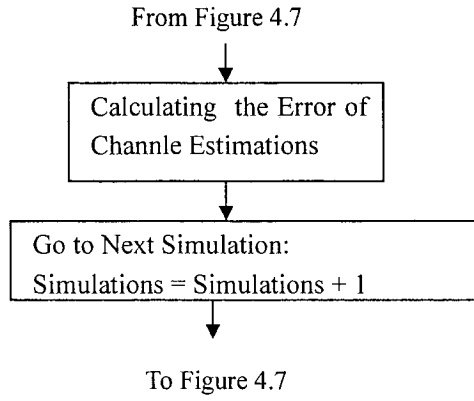 From Figure 4.7
Calculating the Error of
Channle Estimations
Go to Next Simulation:
Simulations = Simulations + 1
To Figure 4.7